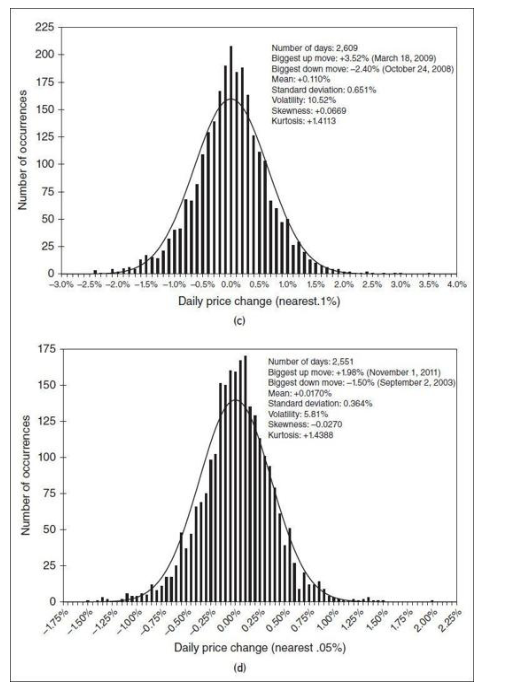 225
200
175
150
125
100
75
50
25
0
Number of occurrences
Number of days: 2,609
Biggest up move: +3.52% (March 18, 2009)
Biggest down move: –2.40% (October 24, 2008)
Mean: +0.110%
Standard deviation: 0.651%
Volatility: 10.52%
Skewness: +0.0669
Kurtosis: +1.4113
–3.0% –2.5% –2.0% –1.5% –1.0% –0.5% 0.0% 0.5% 1.0% 1.5% 2.0% 2.5% 3.0% 3.5% 4.0%
Daily price change (nearest.1%)
(c)
175
150
125
100
75
50
25
0
Number of occurrences
Number of days: 2,551
Biggest up move: +1.98% (November 1, 2011)
Biggest down move: –1.50% (September 2, 2003)
Mean: +0.0170%
Standard deviation: 0.364%
Volatility: 5.81%
Skewness: –0.0270
Kurtosis: +1.4388
–1.75% –1.50% –1.25% –1.00% –0.75% –0.50% –0.25% 0.00% 0.25% 0.50% 0.75% 1.00% 1.25% 1.50% 1.75% 2.00% 2.25%
Daily price change (nearest .05%)
(d)